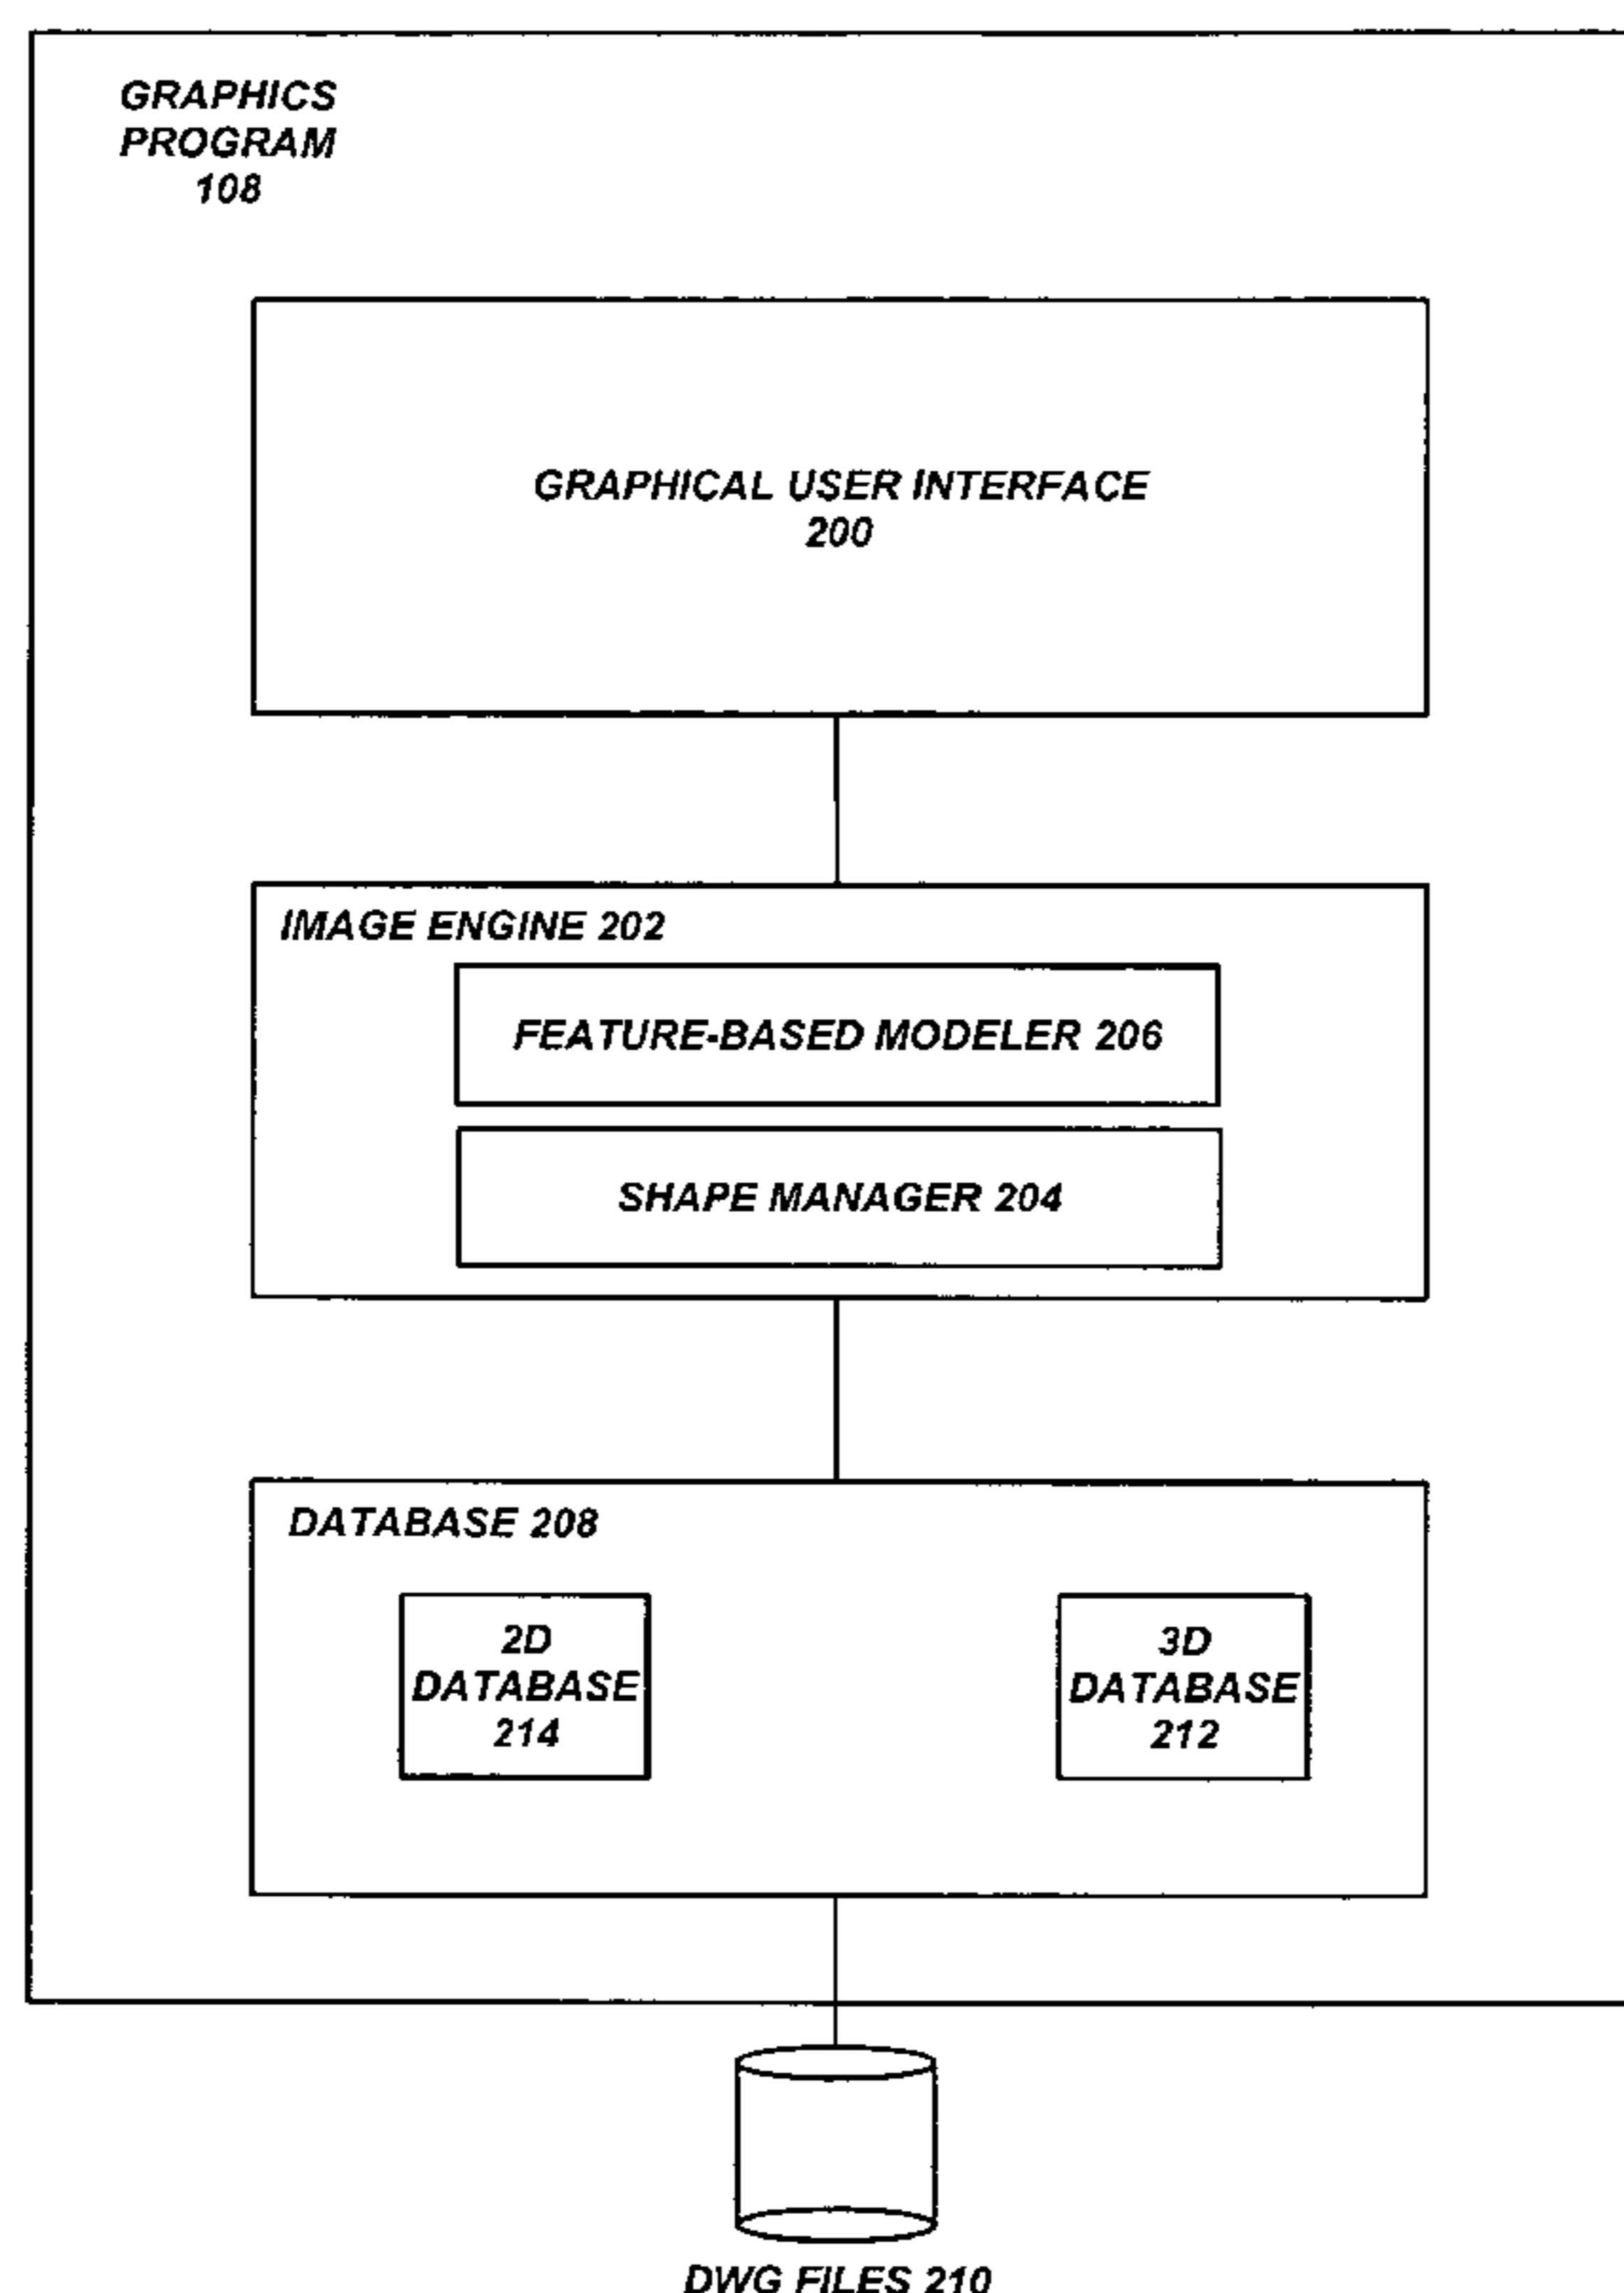 GRAPHICS
PROGRAM
108
GRAPHICAL USER INTERFACE
200
IMAGE ENGINE 202
FEATURE-BASED MODELER 206
SHAPE MANAGER 204
DATABASE 208
2D
DATABASE
214
3D
DATABASE
212
DWG FILES 210